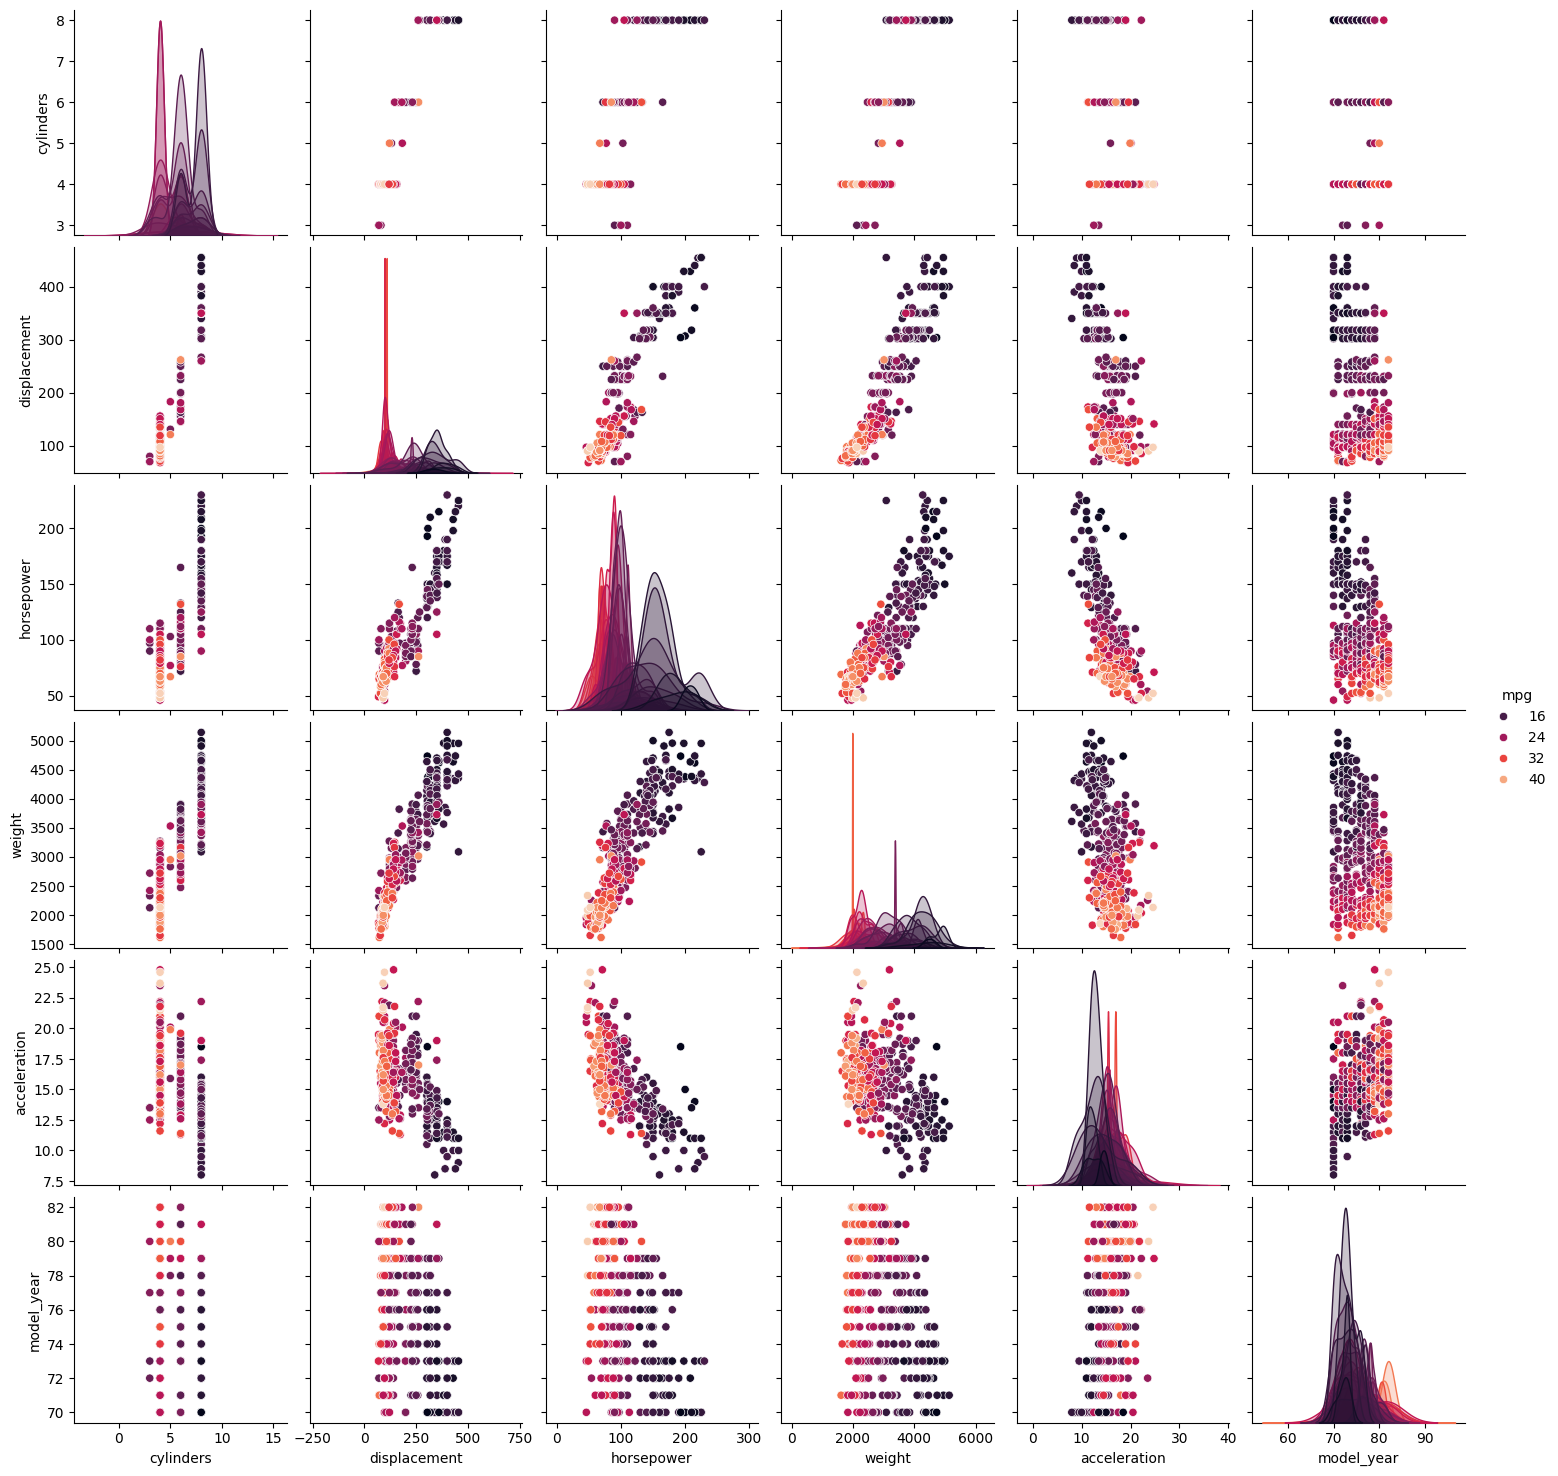 8
7
6
5
4
3
cylinders
400
300
200
100
displacement
200
150
100
50
horsepower
mpg
16
24
32
40
5000
4500
4000
3500
3000
2500
2000
1500
weight
25.0
22.5
20.0
17.5
15.0
12.5
10.0
7.5
acceleration
82
80
78
76
74
72
70
model_year
0 5 10 15
−250 0 250 500 750
0 100 200 300
0 2000 4000 6000
0 10 20 30 40
60 70 80 90
cylinders displacement horsepower weight acceleration model_year